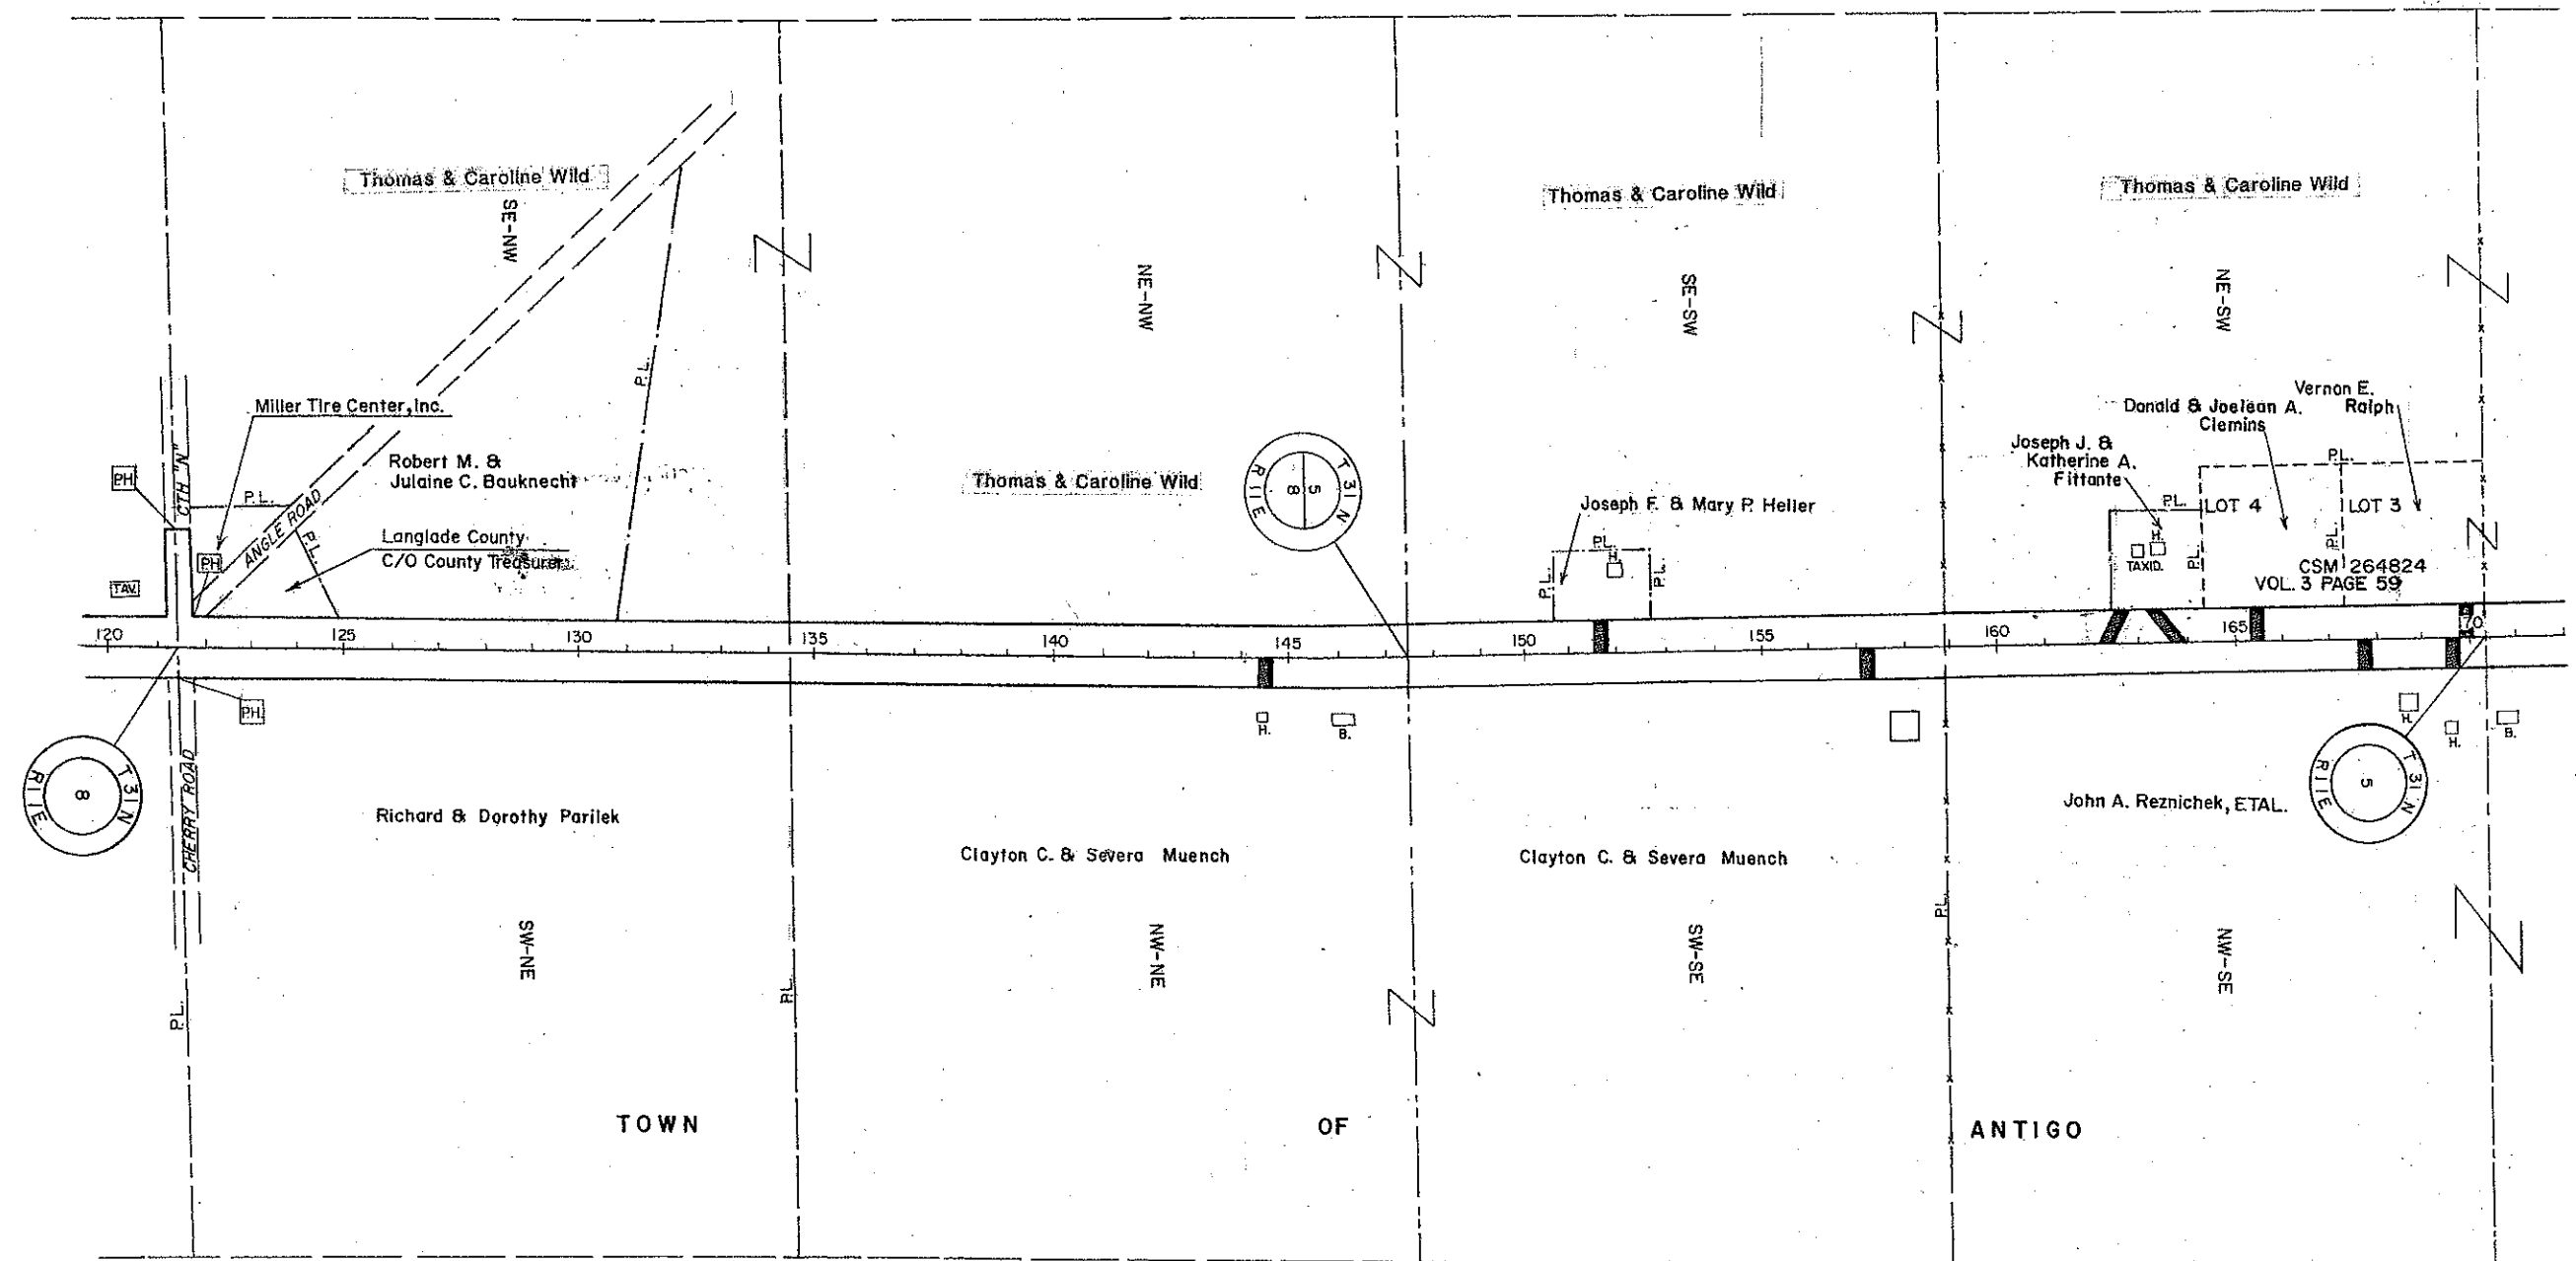 Thomas & Caroline Wild
SE-NW
Thomas & Caroline Wild
Thomas & Caroline Wild
NE-NW
SE-SW
NE-SW
P.L.
Miller Tire Center, Inc.
CTH "N"
PH
P.L.
ANGLE ROAD
Robert M. &
Julaine C. Bauknecht
P.L.
Langlade County
C/O County Treasurer
PH
TAV.
Thomas & Caroline Wild
T31N
R11E
5
8
Joseph F. & Mary P. Heller
P.L.
H.
P.L.
P.L.
Joseph J. &
Katherine A.
Fittante
Donald & Joelean A.
Clemins
Vernon E.
Ralph
P.L.
P.L.
LOT 4
LOT 3
H.
TAXID.
P.L.
P.L.
CSM 264824
VOL. 3 PAGE 59
120
125
130
135
140
145
150
155
160
165
170
PH.
T31N
R11E
8
CHERRY ROAD
P.L.
Richard & Dorothy Parilek
SW-NE
P.L.
H.
B.
Clayton C. & Severa Muench
NW-NE
Clayton C. & Severa Muench
SW-SE
P.L.
John A. Reznichek, ETAL.
NW-SE
H.
H.
B.
T31N
R11E
5
TOWN OF ANTIGO